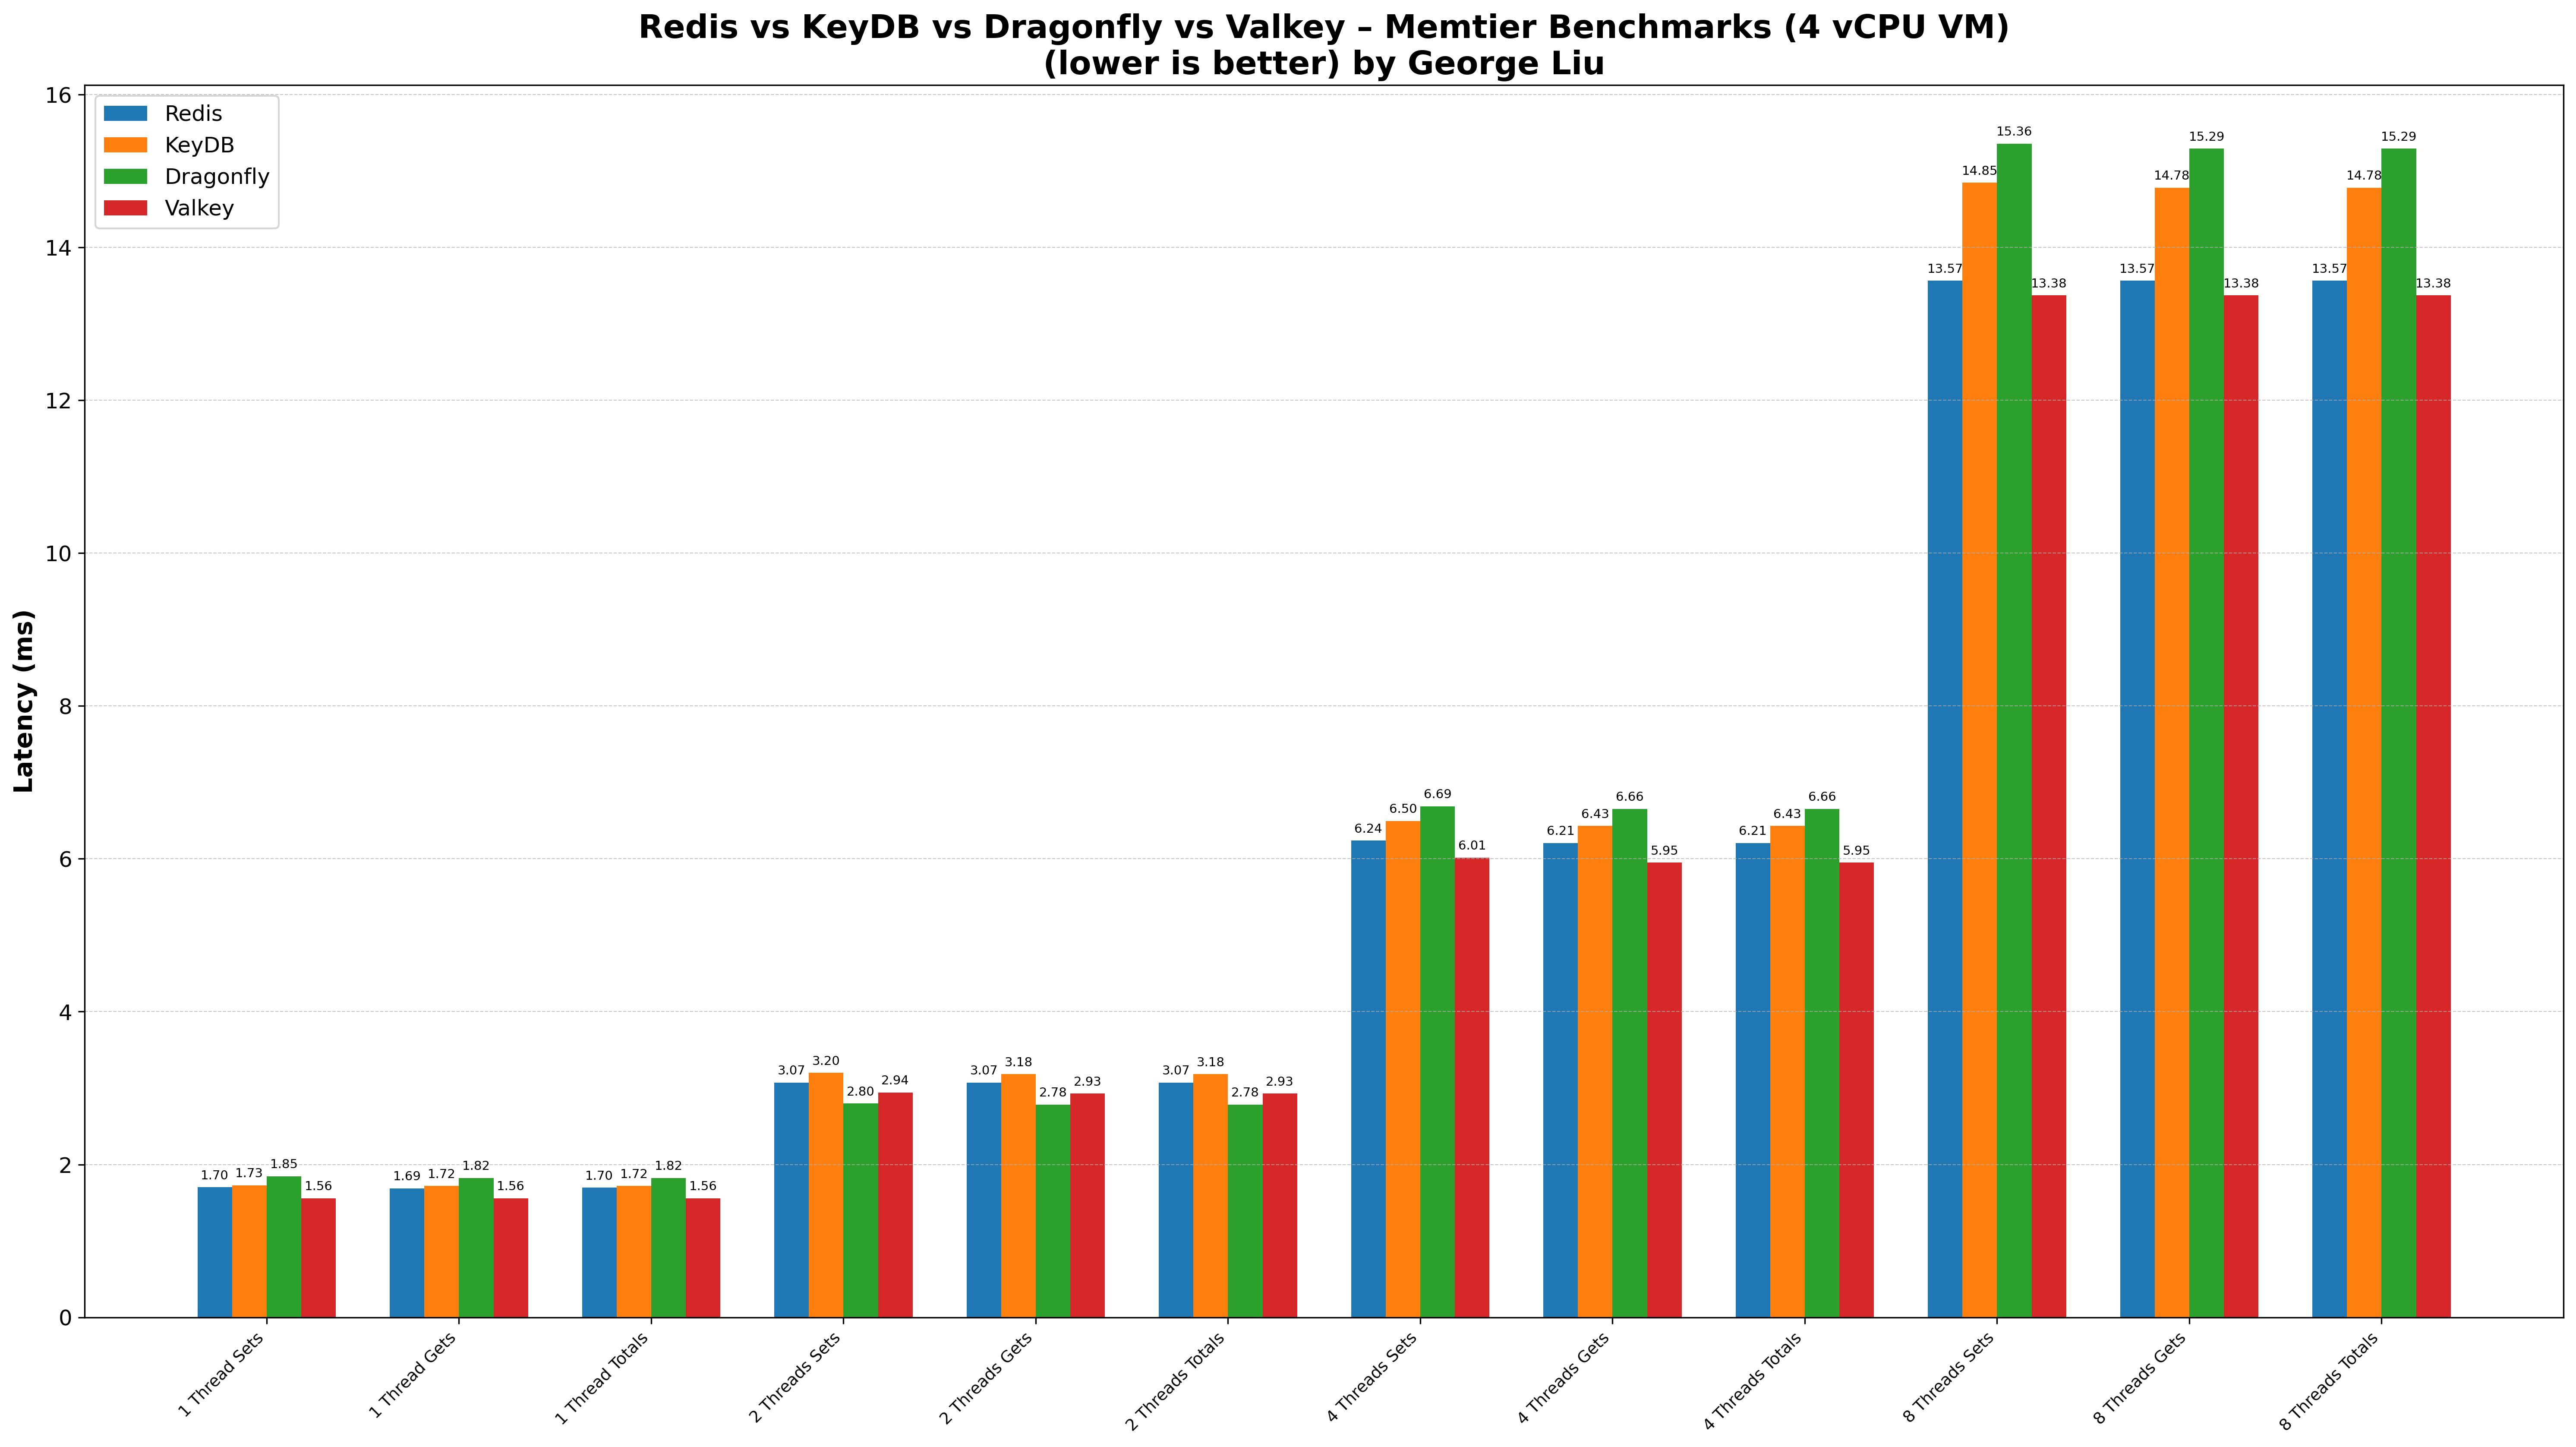 Redis vs KeyDB vs Dragonfly vs Valkey – Memtier Benchmarks (4 vCPU VM)
(lower is better) by George Liu
Redis
KeyDB
Dragonfly
Valkey
Latency (ms)
16
14
12
10
8
6
4
2
0
1.70 1.73 1.85 1.56
1.69 1.72 1.82 1.56
1.70 1.72 1.82 1.56
3.07 3.20 2.80 2.94
3.07 3.18 2.78 2.93
3.07 3.18 2.78 2.93
6.24 6.50 6.69 6.01
6.21 6.43 6.66 5.95
6.21 6.43 6.66 5.95
13.57 14.85 15.36 13.38
13.57 14.78 15.29 13.38
13.57 14.78 15.29 13.38
1 Thread Sets
1 Thread Gets
1 Thread Totals
2 Threads Sets
2 Threads Gets
2 Threads Totals
4 Threads Sets
4 Threads Gets
4 Threads Totals
8 Threads Sets
8 Threads Gets
8 Threads Totals